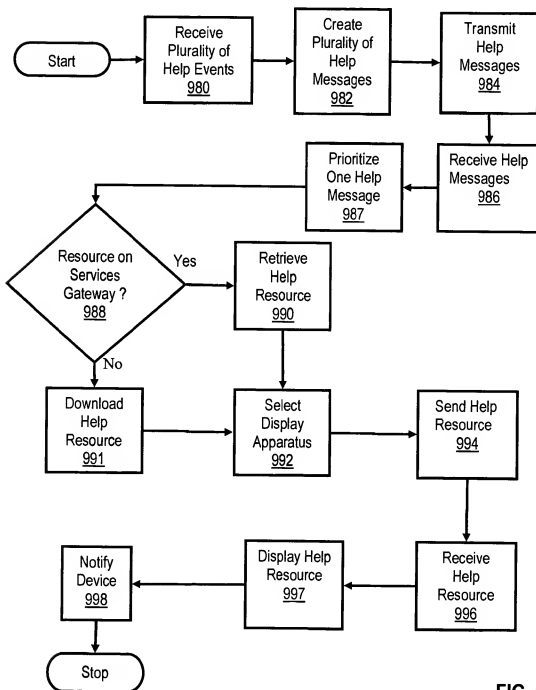 Start
Receive
Plurality of
Help Events
980
Create
Plurality of
Help
Messages
982
Transmit
Help
Messages
984
Prioritize
One Help
Message
987
Receive Help
Messages
986
Resource on
Services
Gateway ?
988
Yes
No
Retrieve
Help
Resource
990
Download
Help
Resource
991
Select
Display
Apparatus
992
Send Help
Resource
994
Notify
Device
998
Display Help
Resource
997
Receive
Help
Resource
996
Stop
FIG.